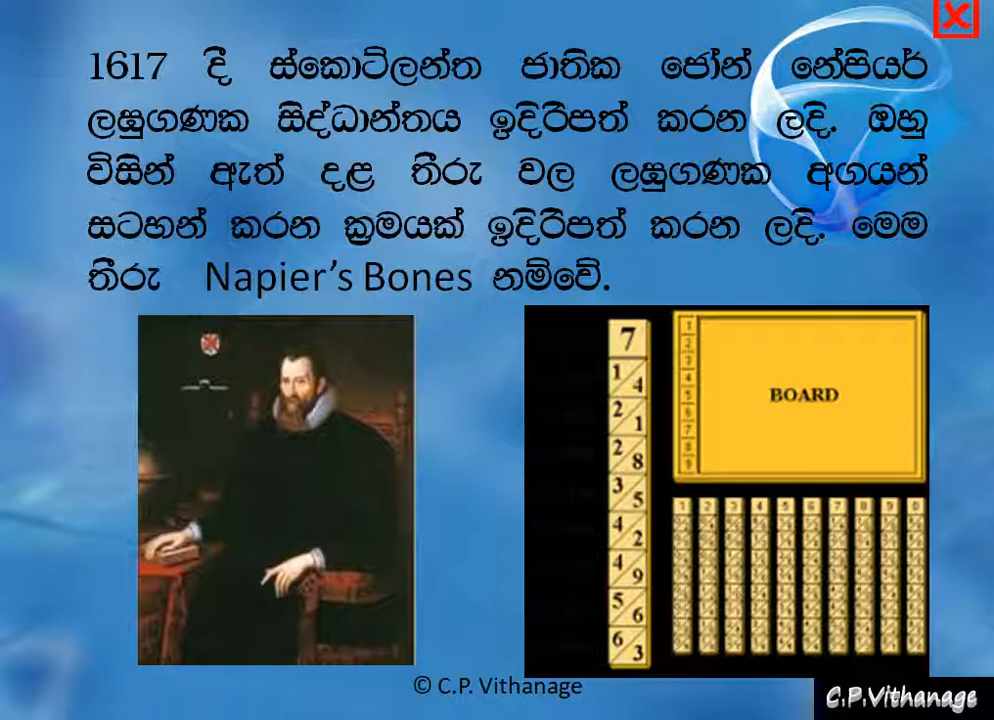 1617 දී ස්කොට්ලන්ත ජාතික ජෝන් නේපියර්
ලඝුගණක සිද්ධාන්තය ඉදිරිපත් කරන ලදි. ඔහු
විසින් ඇත් දළ තීරු වල ලඝුගණක අගයන්
සටහන් කරන ක්‍රමයක් ඉදිරිපත් කරන ලදි. මෙම
තීරු Napier’s Bones නම්වේ.
7
1/4
2/1
2/8
3/5
4/2
4/9
5/6
6/3
1
2
3
4
5
6
7
8
9
BOARD
1 2 3 4 5 6 7 8 9 0
© C.P. Vithanage
C.P.Vithanage